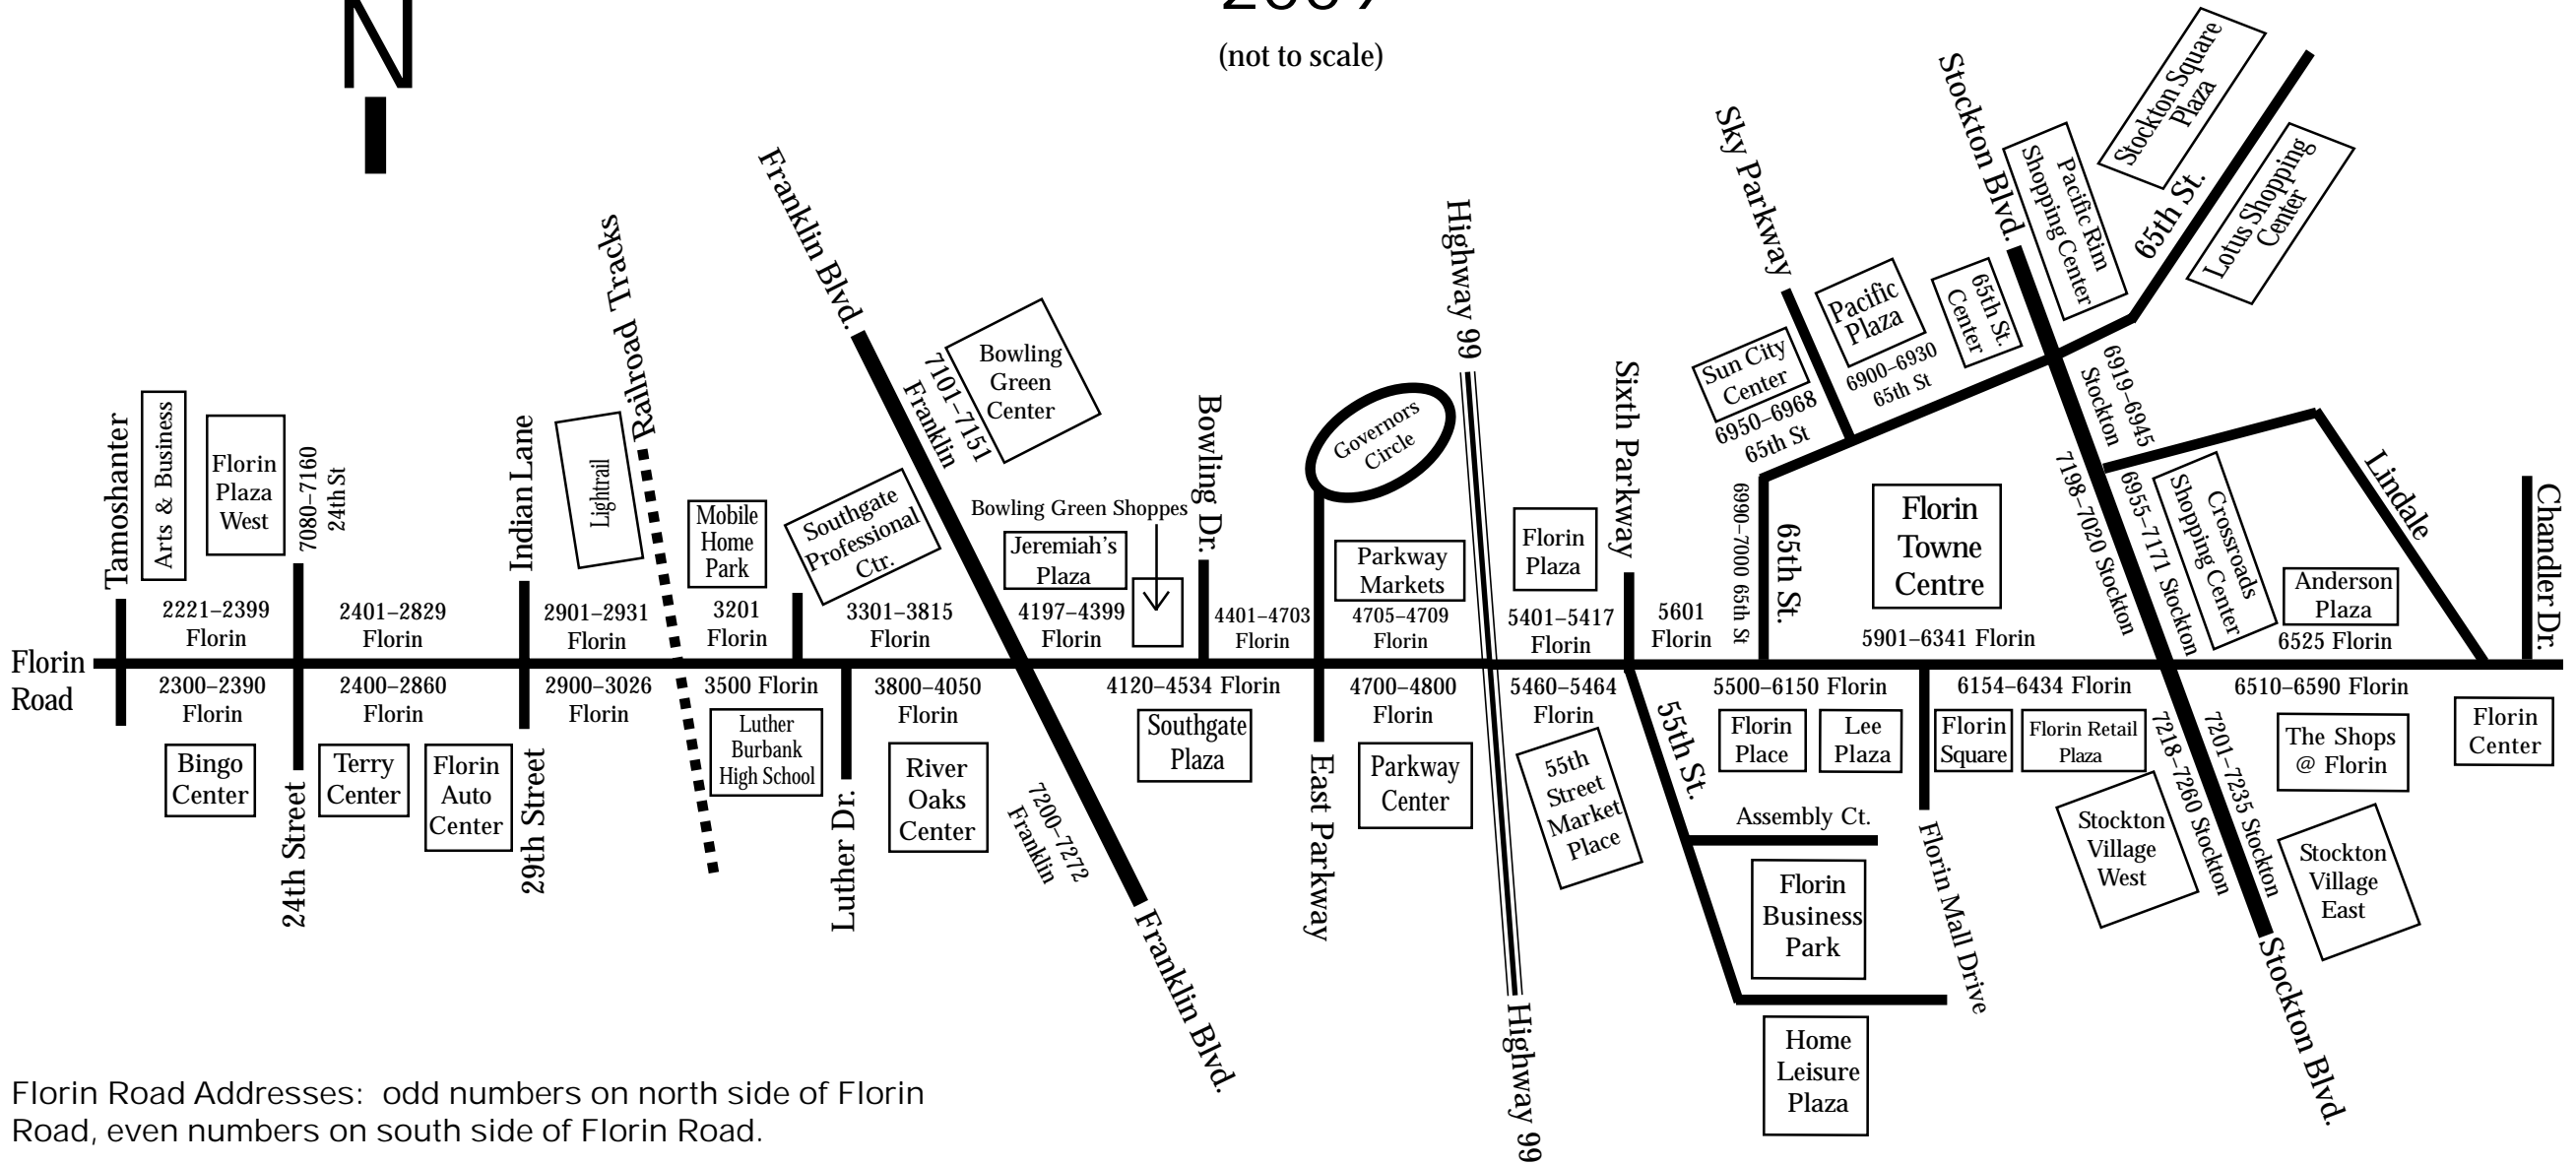 2009
(not to scale)
N
Stockton Square
Plaza
Stockton Blvd.
Pacific Rim
Shopping Center
65th St.
Lotus Shopping
Center
Sky Parkway
Pacific
Plaza
65th St.
Center
Sun City
Center
6900–6930
65th St
6950–6968
65th St
6919–6945
Stockton
Franklin Blvd.
Railroad Tracks
Highway 99
Bowling
Green
Center
7101–7151
Franklin
Governors
Circle
Sixth Parkway
Bowling Dr.
Tamoshanter
Arts & Business
Florin
Plaza
West
7080–7160
24th St
Indian Lane
Lightrail
Mobile
Home
Park
Southgate
Professional
Ctr.
Bowling Green Shoppes
Jeremiah's
Plaza
Parkway
Markets
Florin
Plaza
6990–7000 65th St
65th St.
Florin
Towne
Centre
7198–7020 Stockton
6955–7171 Stockton
Crossroads
Shopping Center
Lindale
Anderson
Plaza
Chandler Dr.
2221–2399
Florin
2401–2829
Florin
2901–2931
Florin
3201
Florin
3301–3815
Florin
4197–4399
Florin
4401–4703
Florin
4705–4709
Florin
5401–5417
Florin
5601
Florin
5901–6341 Florin
6525 Florin
Florin
Road
2300–2390
Florin
2400–2860
Florin
2900–3026
Florin
3500 Florin
3800–4050
Florin
4120–4534 Florin
4700–4800
Florin
5460–5464
Florin
5500–6150 Florin
6154–6434 Florin
6510–6590 Florin
Bingo
Center
24th Street
Terry
Center
Florin
Auto
Center
29th Street
Luther
Burbank
High School
Luther Dr.
River
Oaks
Center
7200–7272
Franklin
Franklin Blvd.
Southgate
Plaza
East Parkway
Parkway
Center
Highway 99
55th
Street
Market
Place
55th St.
Florin
Place
Lee
Plaza
Florin
Square
Florin Retail
Plaza
7218–7260 Stockton
7201–7235 Stockton
The Shops
@ Florin
Florin
Center
Assembly Ct.
Florin
Business
Park
Florin Mall Drive
Stockton
Village
West
Stockton
Village
East
Stockton Blvd.
Home
Leisure
Plaza
Florin Road Addresses:  odd numbers on north side of Florin
Road, even numbers on south side of Florin Road.